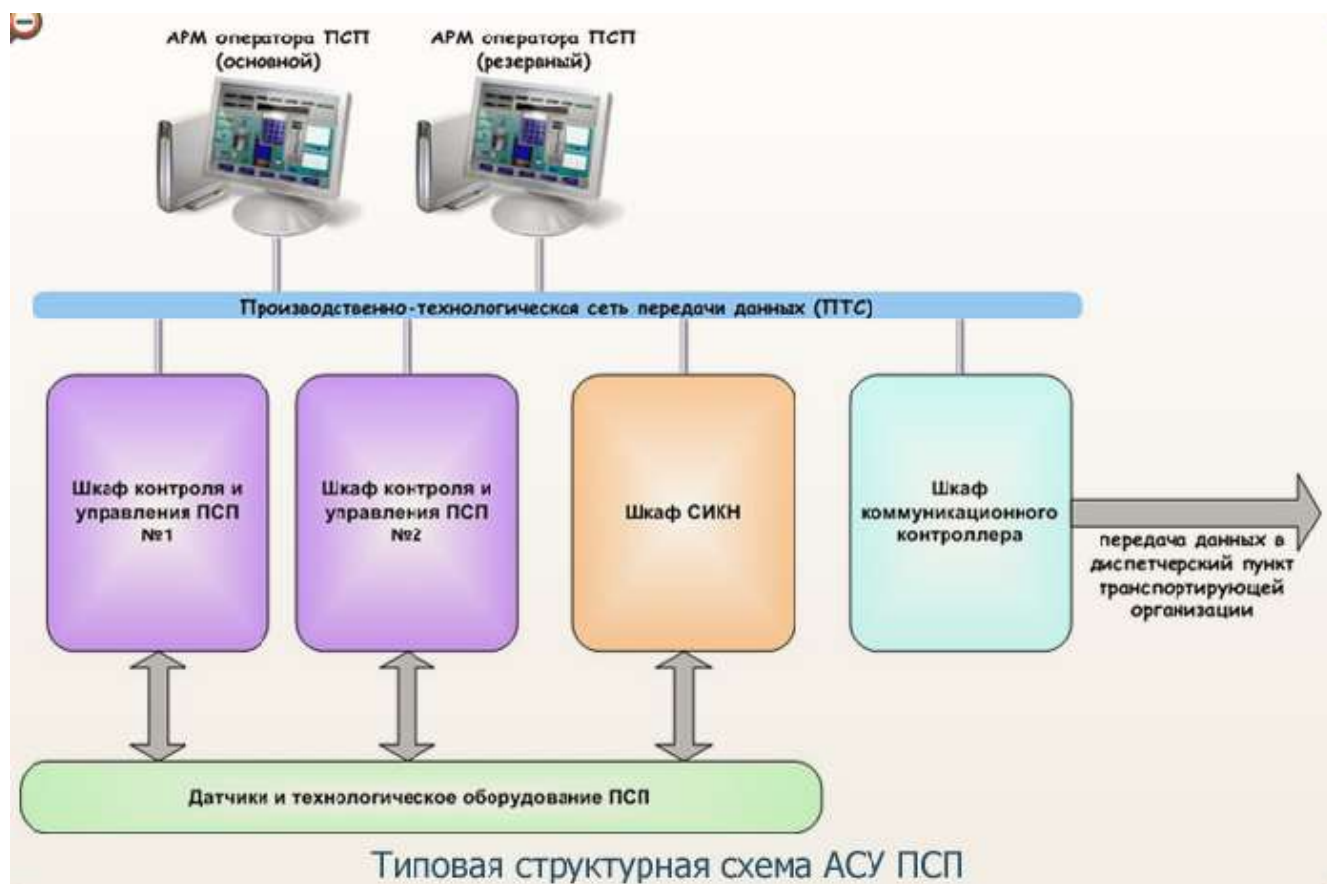 АРМ оператора ПСП
(основной)
АРМ оператора ПСП
(резервный)
Производственно-технологическая сеть передачи данных (ПТС)
Шкаф контроля и
управления ПСП
№1
Шкаф контроля и
управления ПСП
№2
Шкаф СИКН
Шкаф
коммуникационного
контроллера
передача данных в
диспетчерский пункт
транспортирующей
организации
Датчики и технологическое оборудование ПСП
Типовая структурная схема АСУ ПСП